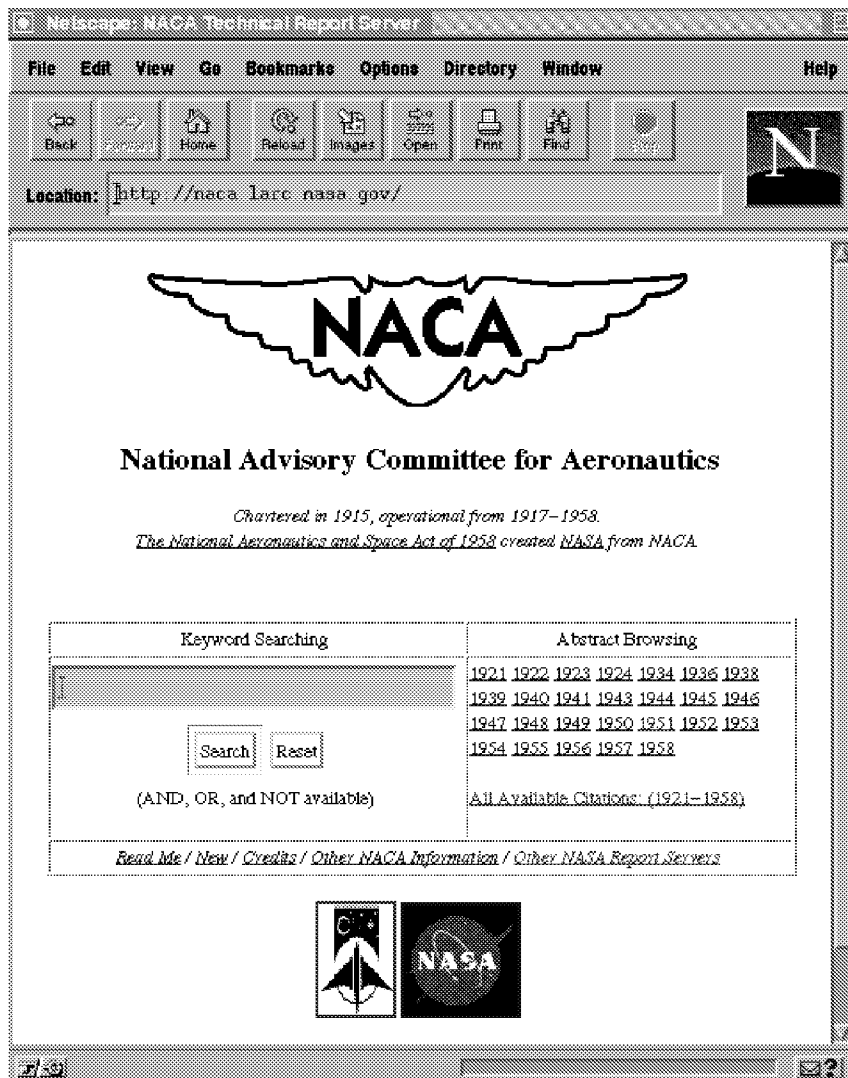 Netscape: NACA Technical Report Server
File Edit View Go Bookmarks Options Directory Window Help
Back Forward Home Reload Images Open Print Find Stop
N
Location: http://naca.larc.nasa.gov/
NACA
National Advisory Committee for Aeronautics
Chartered in 1915, operational from 1917–1958.
The National Aeronautics and Space Act of 1958 created NASA from NACA.
Keyword Searching
Abstract Browsing
1921 1922 1923 1924 1934 1936 1938
1939 1940 1941 1943 1944 1945 1946
1947 1948 1949 1950 1951 1952 1953
1954 1955 1956 1957 1958
Search Reset
(AND, OR, and NOT available)
All Available Citations: (1921–1958)
Read Me / New / Credits / Other NACA Information / Other NASA Report Servers
NASA
?